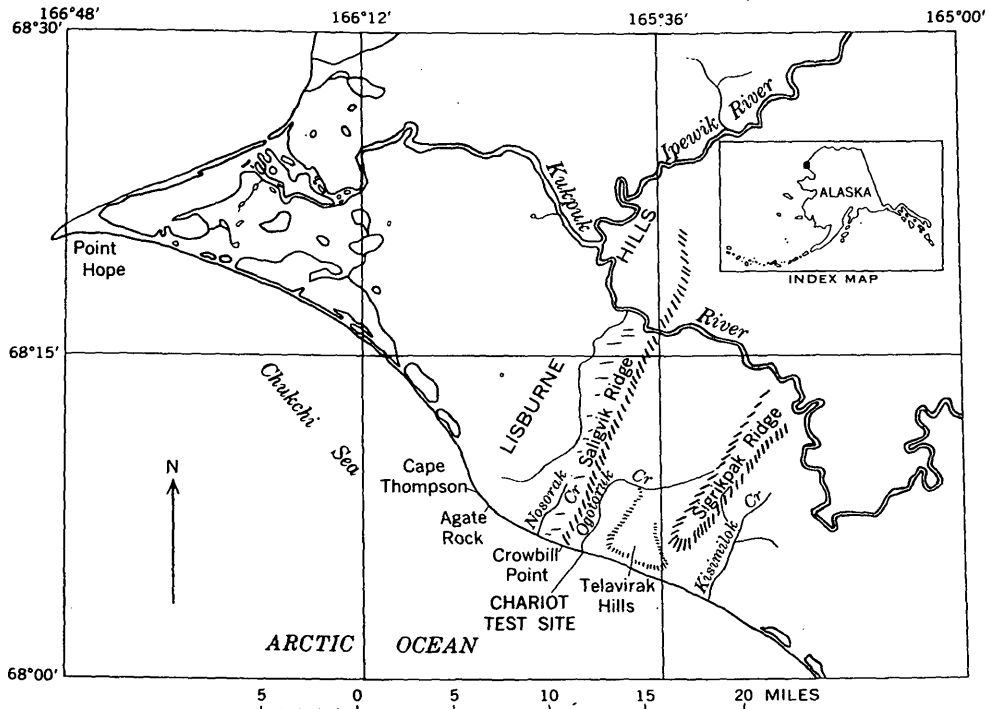 166°48'
166°12'
165°36'
165°00'
68°30'
Ipewik River
Kukpuk
HILLS
ALASKA
INDEX MAP
Point
Hope
River
68°15'
Chukchi
Sea
LISBURNE
Saligvik Ridge
Sigrikpak Ridge
N
Cape
Thompson
Nosorak
Cr
Ogotoruk
Cr
Agate
Rock
Kisimilok Cr
Crowbill
Point
Telavirak
Hills
CHARIOT
TEST SITE
ARCTIC OCEAN
68°00'
5 0 5 10 15 20 MILES